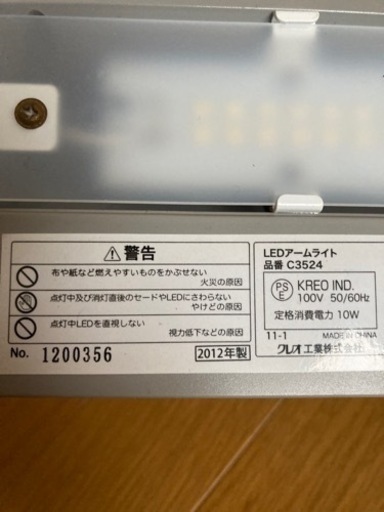 ⚠警告
布や紙など燃えやすいものをかぶせない
火災の原因
点灯中及び消灯直後のセードやLEDにさわらない
やけどの原因
点灯中LEDを直視しない
視力低下などの原因
No. 1200356
2012年製
LEDアームライト
品番 C3524
PS
E
KREO IND.
100V 50/60Hz
定格消費電力 10W
11-1 MADE IN CHINA
クレオ工業株式会社